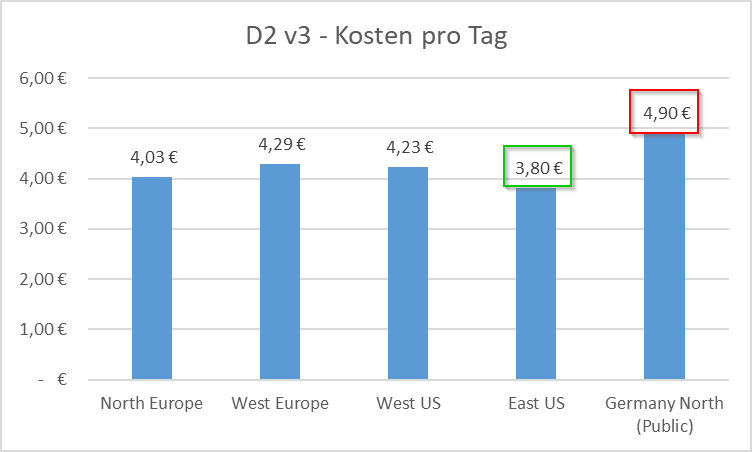 D2 v3 - Kosten pro Tag
6,00 €
5,00 €
4,00 €
3,00 €
2,00 €
1,00 €
- €
4,03 €
4,29 €
4,23 €
3,80 €
4,90 €
North Europe
West Europe
West US
East US
Germany North
(Public)